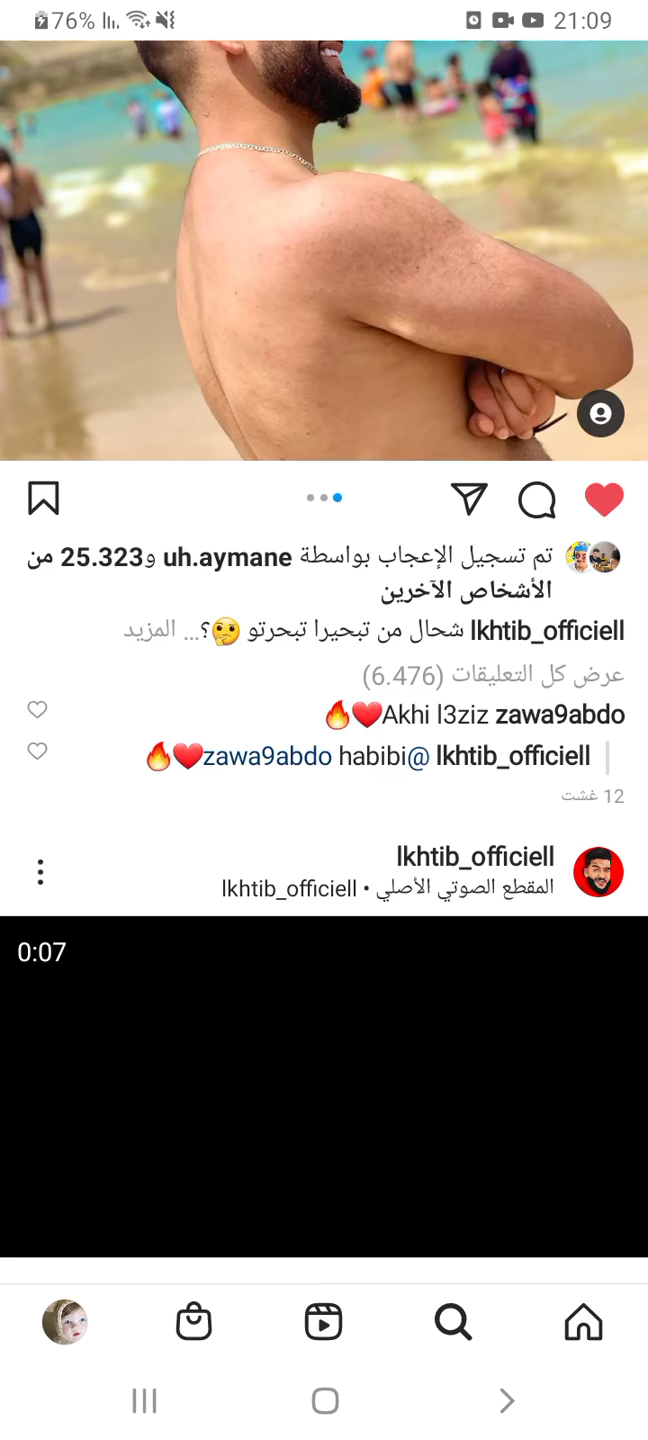 76% 21:09
تم تسجيل الإعجاب بواسطة uh.aymane و25.323 من
الأشخاص الآخرين
lkhtib_officiell شحال من تبحيرا تبحرتو 🤔؟... المزيد
عرض كل التعليقات (6.476)
zawa9abdo Akhi l3ziz❤️🔥
lkhtib_officiell @zawa9abdo habibi❤️🔥
12 غشت
lkhtib_officiell
المقطع الصوتي الأصلي • lkhtib_officiell
0:07